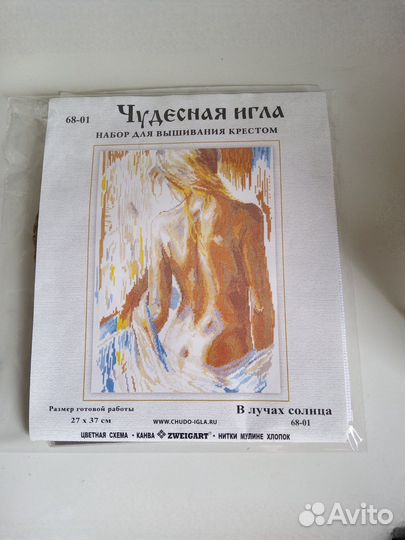 68-01 Чудесная игла
НАБОР ДЛЯ ВЫШИВАНИЯ КРЕСТОМ
Размер готовой работы
27 х 37 см
WWW.CHUDO-IGLA.RU
В лучах солнца
68-01
ЦВЕТНАЯ СХЕМА • КАНВА ZWEIGART • НИТКИ МУЛИНЕ ХЛОПОК
Avito